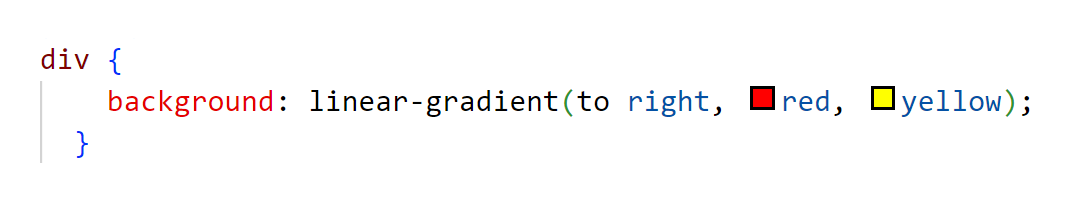 div {
background: linear-gradient(to right, red, yellow);
}